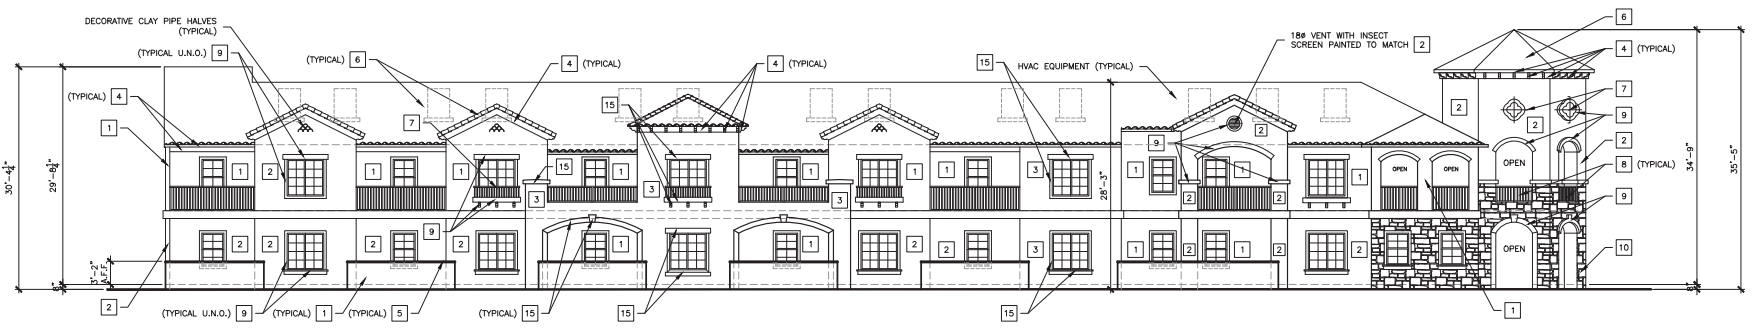 DECORATIVE CLAY PIPE HALVES
(TYPICAL)
(TYPICAL U.N.O.) 9
(TYPICAL) 6
4 (TYPICAL)
4 (TYPICAL)
15
HVAC EQUIPMENT (TYPICAL)
18ø VENT WITH INSECT
SCREEN PAINTED TO MATCH 2
6
4 (TYPICAL)
7
9
2
8 (TYPICAL)
9
10
(TYPICAL) 4
1
7
15
15
9
2
2
2
30'-4½"
29'-8½"
28'-3"
34'-9"
35'-5"
1 2 1 2 1 1 3 1 1 2 1 3 1 1 1
OPEN OPEN OPEN
3 3 2 2
9
2 2 2 2 1 1 2 2 3 1 2 1 2 2
OPEN
3'-2"
A.F.F.
8"
8"
2
(TYPICAL U.N.O.) 9
(TYPICAL) 1
(TYPICAL) 5
(TYPICAL) 15
15
15
1